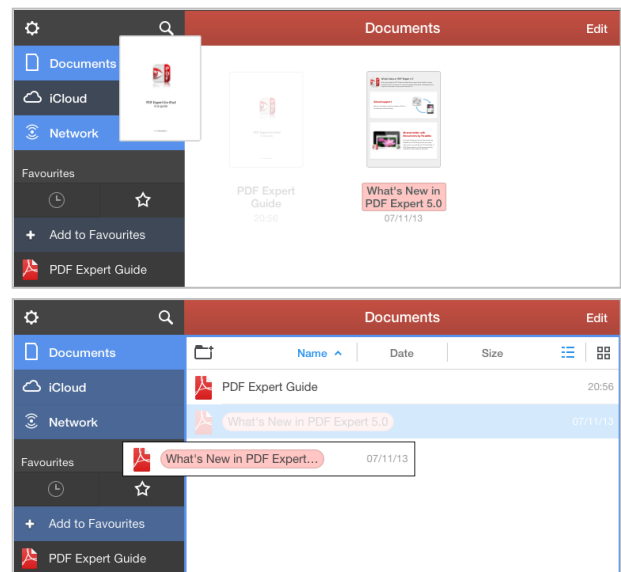 Documents
Edit
Documents
iCloud
Network
Favourites
Add to Favourites
PDF Expert Guide
PDF Expert
Guide
20:56
What's New in
PDF Expert 5.0
07/11/13
Documents
Edit
Documents
Name
Date
Size
iCloud
PDF Expert Guide
20:56
Network
What's New in PDF Expert 5.0
07/11/13
Favourites
What's New in PDF Expert...
07/11/13
Add to Favourites
PDF Expert Guide